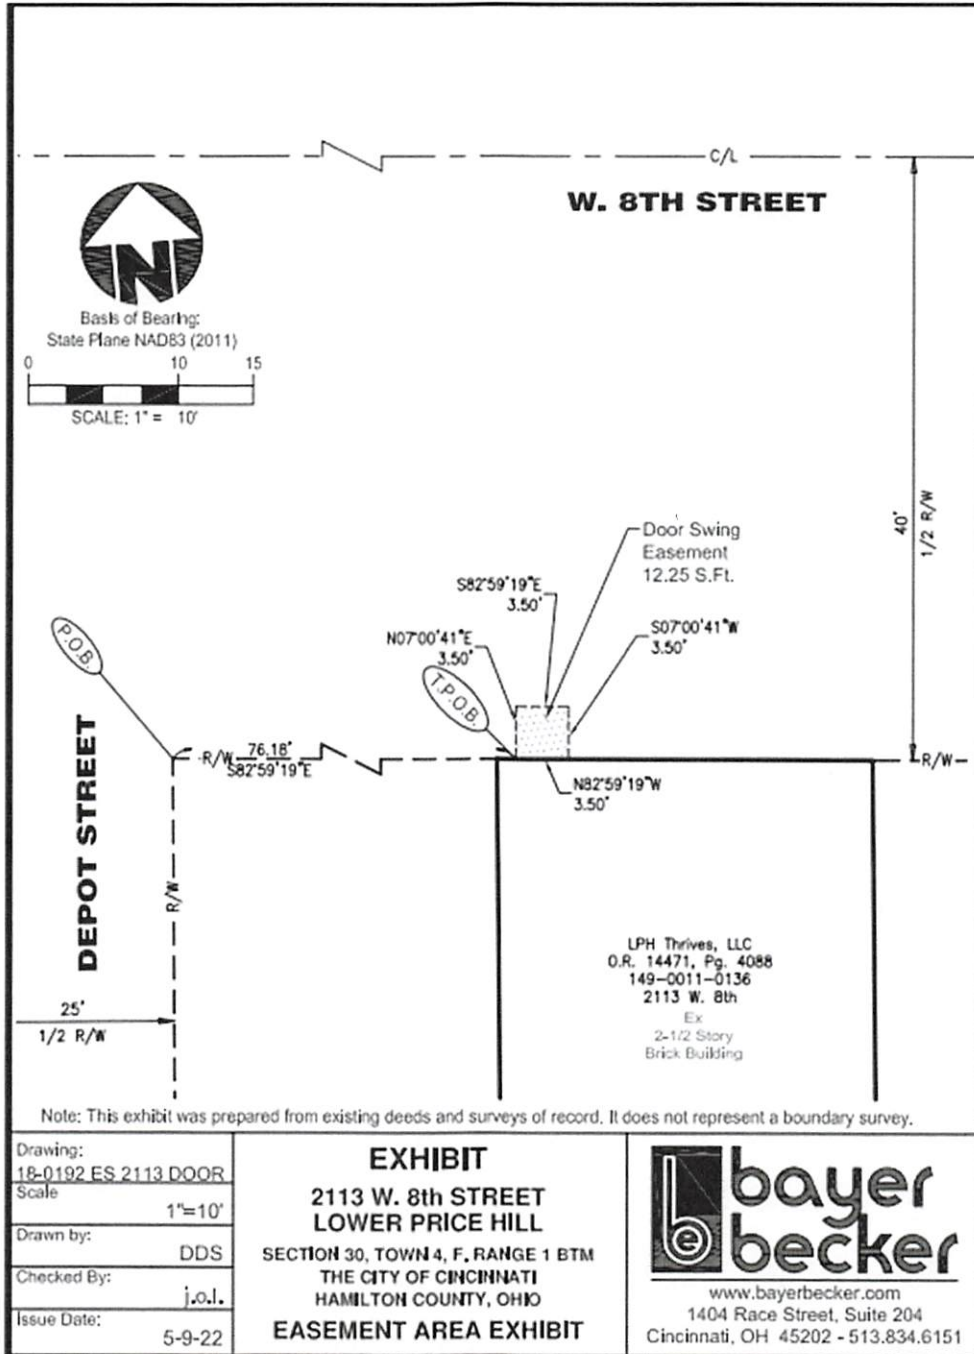 C/L
W. 8TH STREET
N
Basis of Bearing:
State Plane NAD83 (2011)
0 10 15
SCALE: 1" = 10'
40'
1/2 R/W
Door Swing
Easement
12.25 S.Ft.
S82°59'19"E
3.50'
N07°00'41"E
3.50'
S07°00'41"W
3.50'
P.O.B.
T.P.O.B.
R/W
76.18'
S82°59'19"E
R/W
N82°59'19"W
3.50'
DEPOT STREET
R/W
25'
1/2 R/W
LPH Thrives, LLC
O.R. 14471, Pg. 4088
149-0011-0136
2113 W. 8th
Ex
2-1/2 Story
Brick Building
Note: This exhibit was prepared from existing deeds and surveys of record. It does not represent a boundary survey.
Drawing:
18-0192 ES 2113 DOOR
Scale
1"=10'
Drawn by:
DDS
Checked By:
j.o.l.
Issue Date:
5-9-22
EXHIBIT
2113 W. 8th STREET
LOWER PRICE HILL
SECTION 30, TOWN 4, F. RANGE 1 BTM
THE CITY OF CINCINNATI
HAMILTON COUNTY, OHIO
EASEMENT AREA EXHIBIT
be
bayer
becker
www.bayerbecker.com
1404 Race Street, Suite 204
Cincinnati, OH 45202 - 513.834.6151